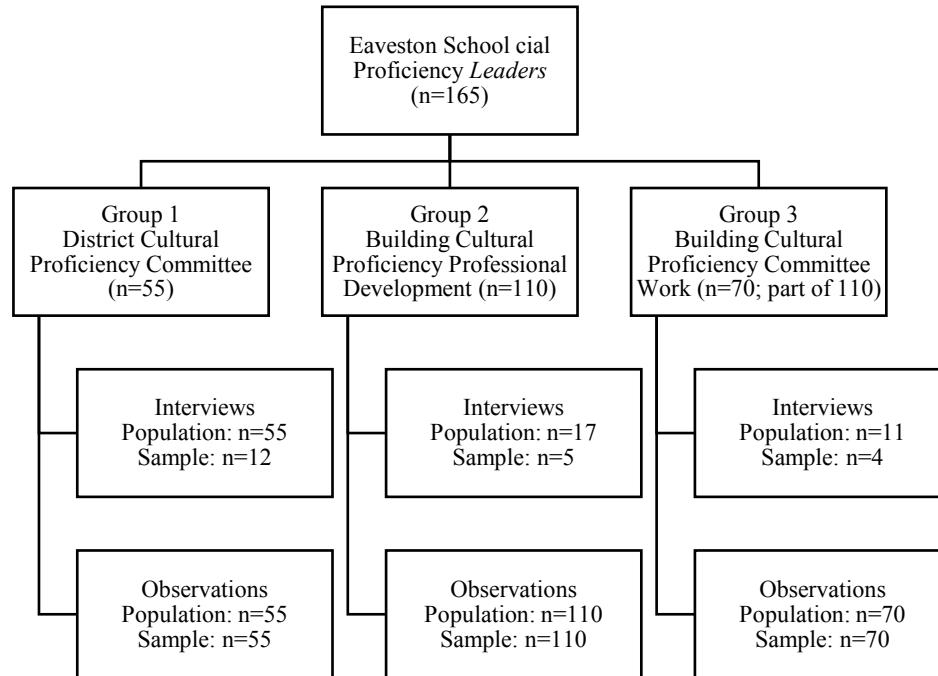 Eaveston School cial
Proficiency Leaders
(n=165)
Group 1
District Cultural
Proficiency Committee
(n=55)
Group 2
Building Cultural
Proficiency Professional
Development (n=110)
Group 3
Building Cultural
Proficiency Committee
Work (n=70; part of 110)
Interviews
Population: n=55
Sample: n=12
Interviews
Population: n=17
Sample: n=5
Interviews
Population: n=11
Sample: n=4
Observations
Population: n=55
Sample: n=55
Observations
Population: n=110
Sample: n=110
Observations
Population: n=70
Sample: n=70